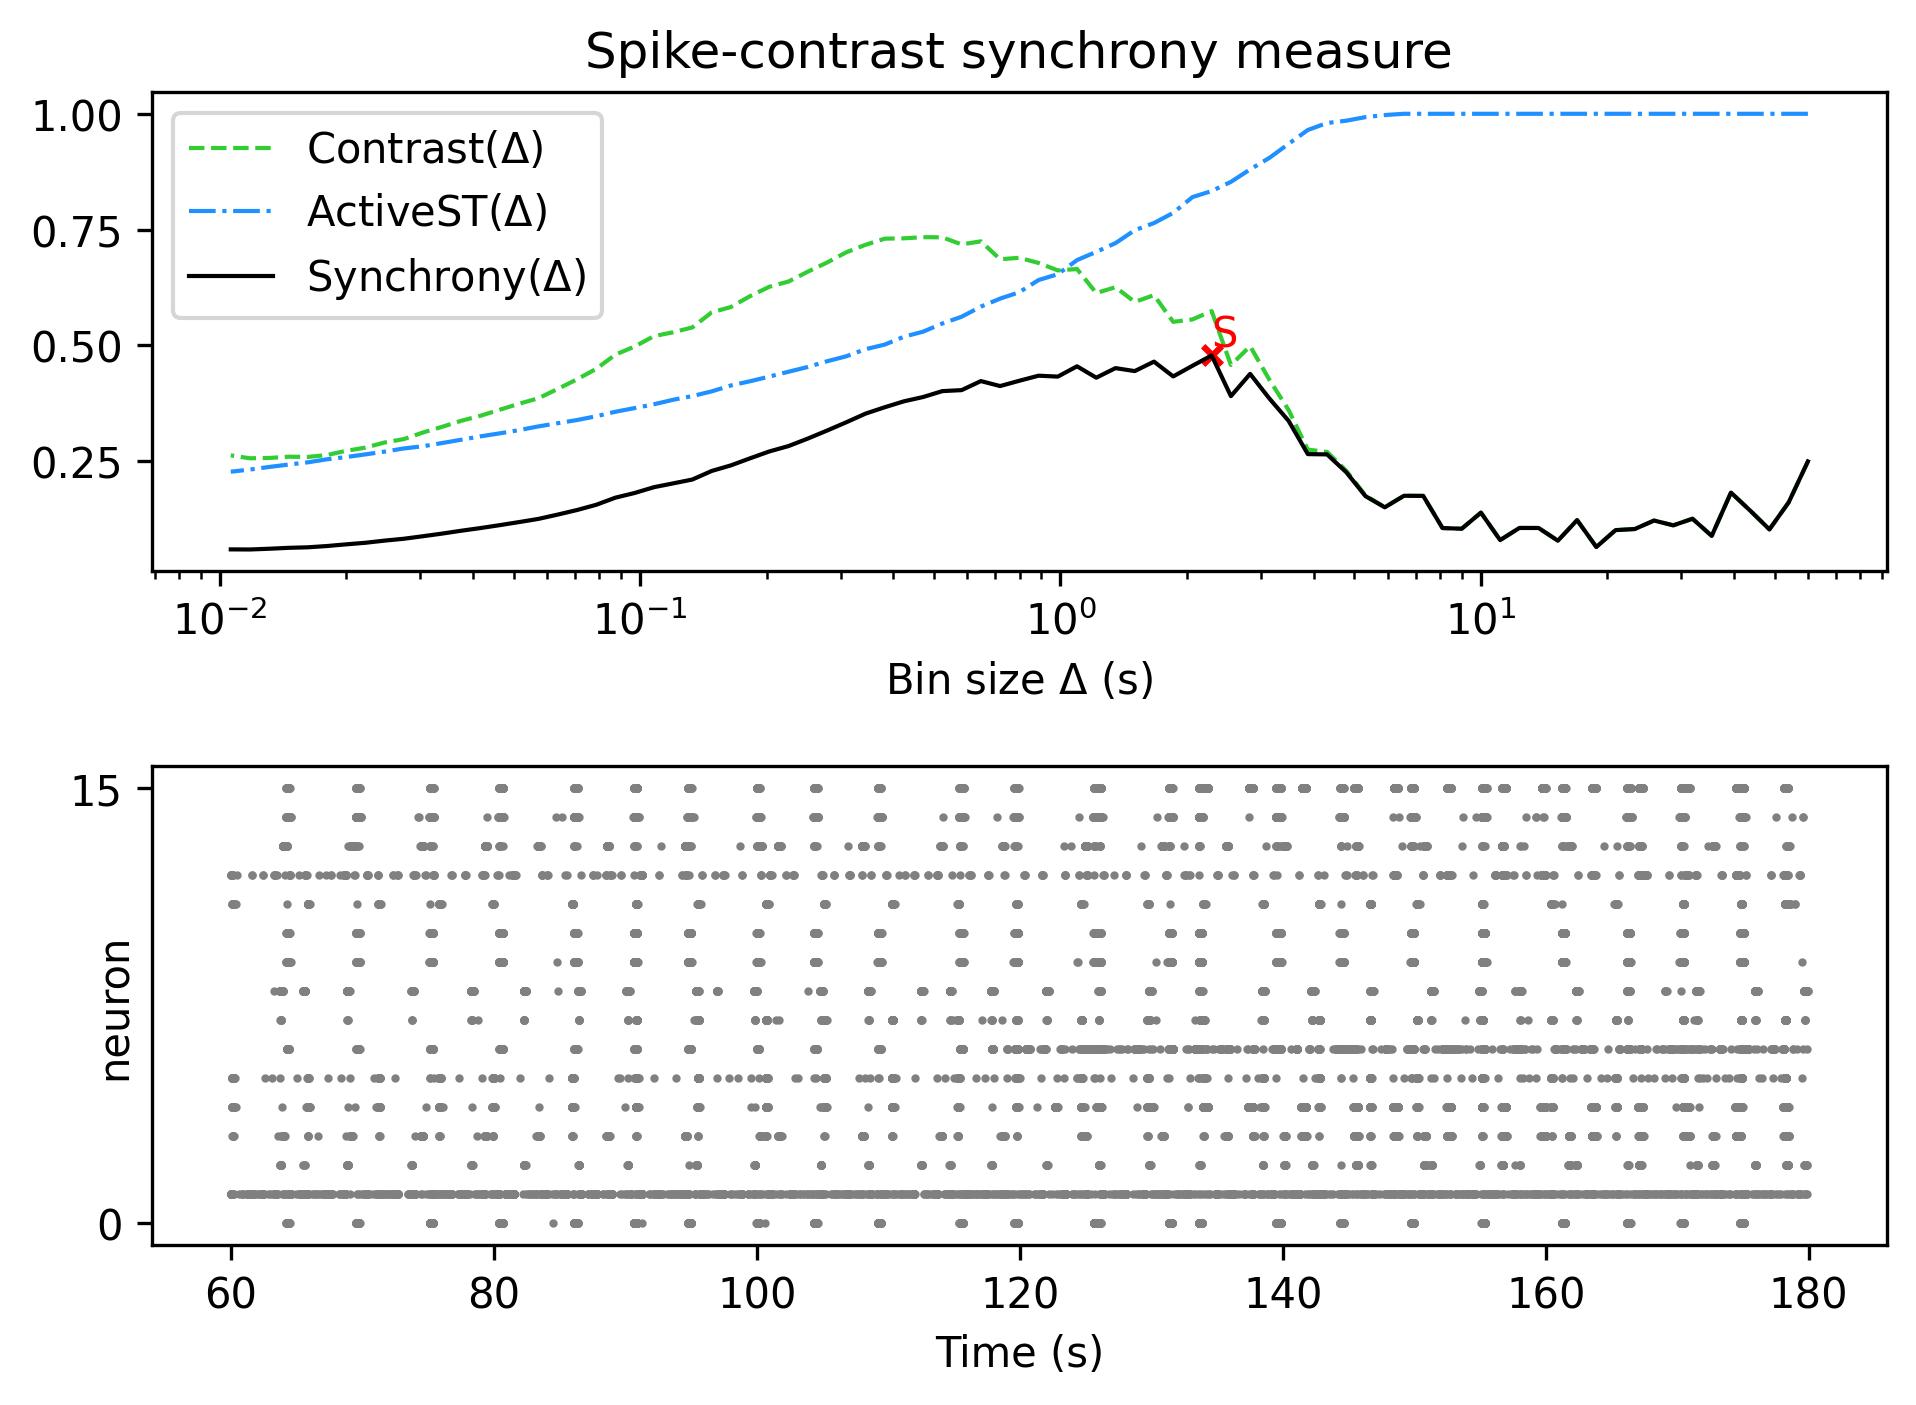 Spike-contrast synchrony measure
1.00
0.75
0.50
0.25
Contrast(Δ)
ActiveST(Δ)
Synchrony(Δ)
S
10⁻² 10⁻¹ 10⁰ 10¹
Bin size Δ (s)
15
0
neuron
60 80 100 120 140 160 180
Time (s)